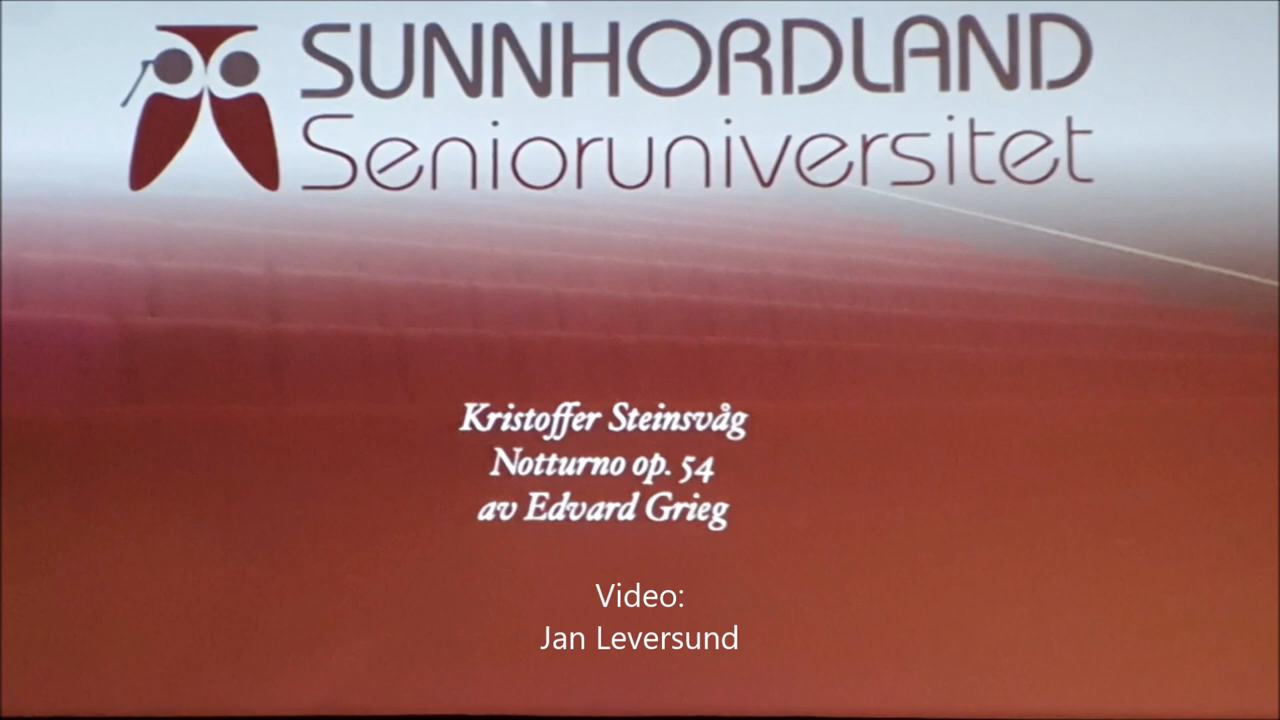 SUNNHORDLAND
Senioruniversitet
Kristoffer Steinsvåg
Notturno op. 54
av Edvard Grieg
Video:
Jan Leversund